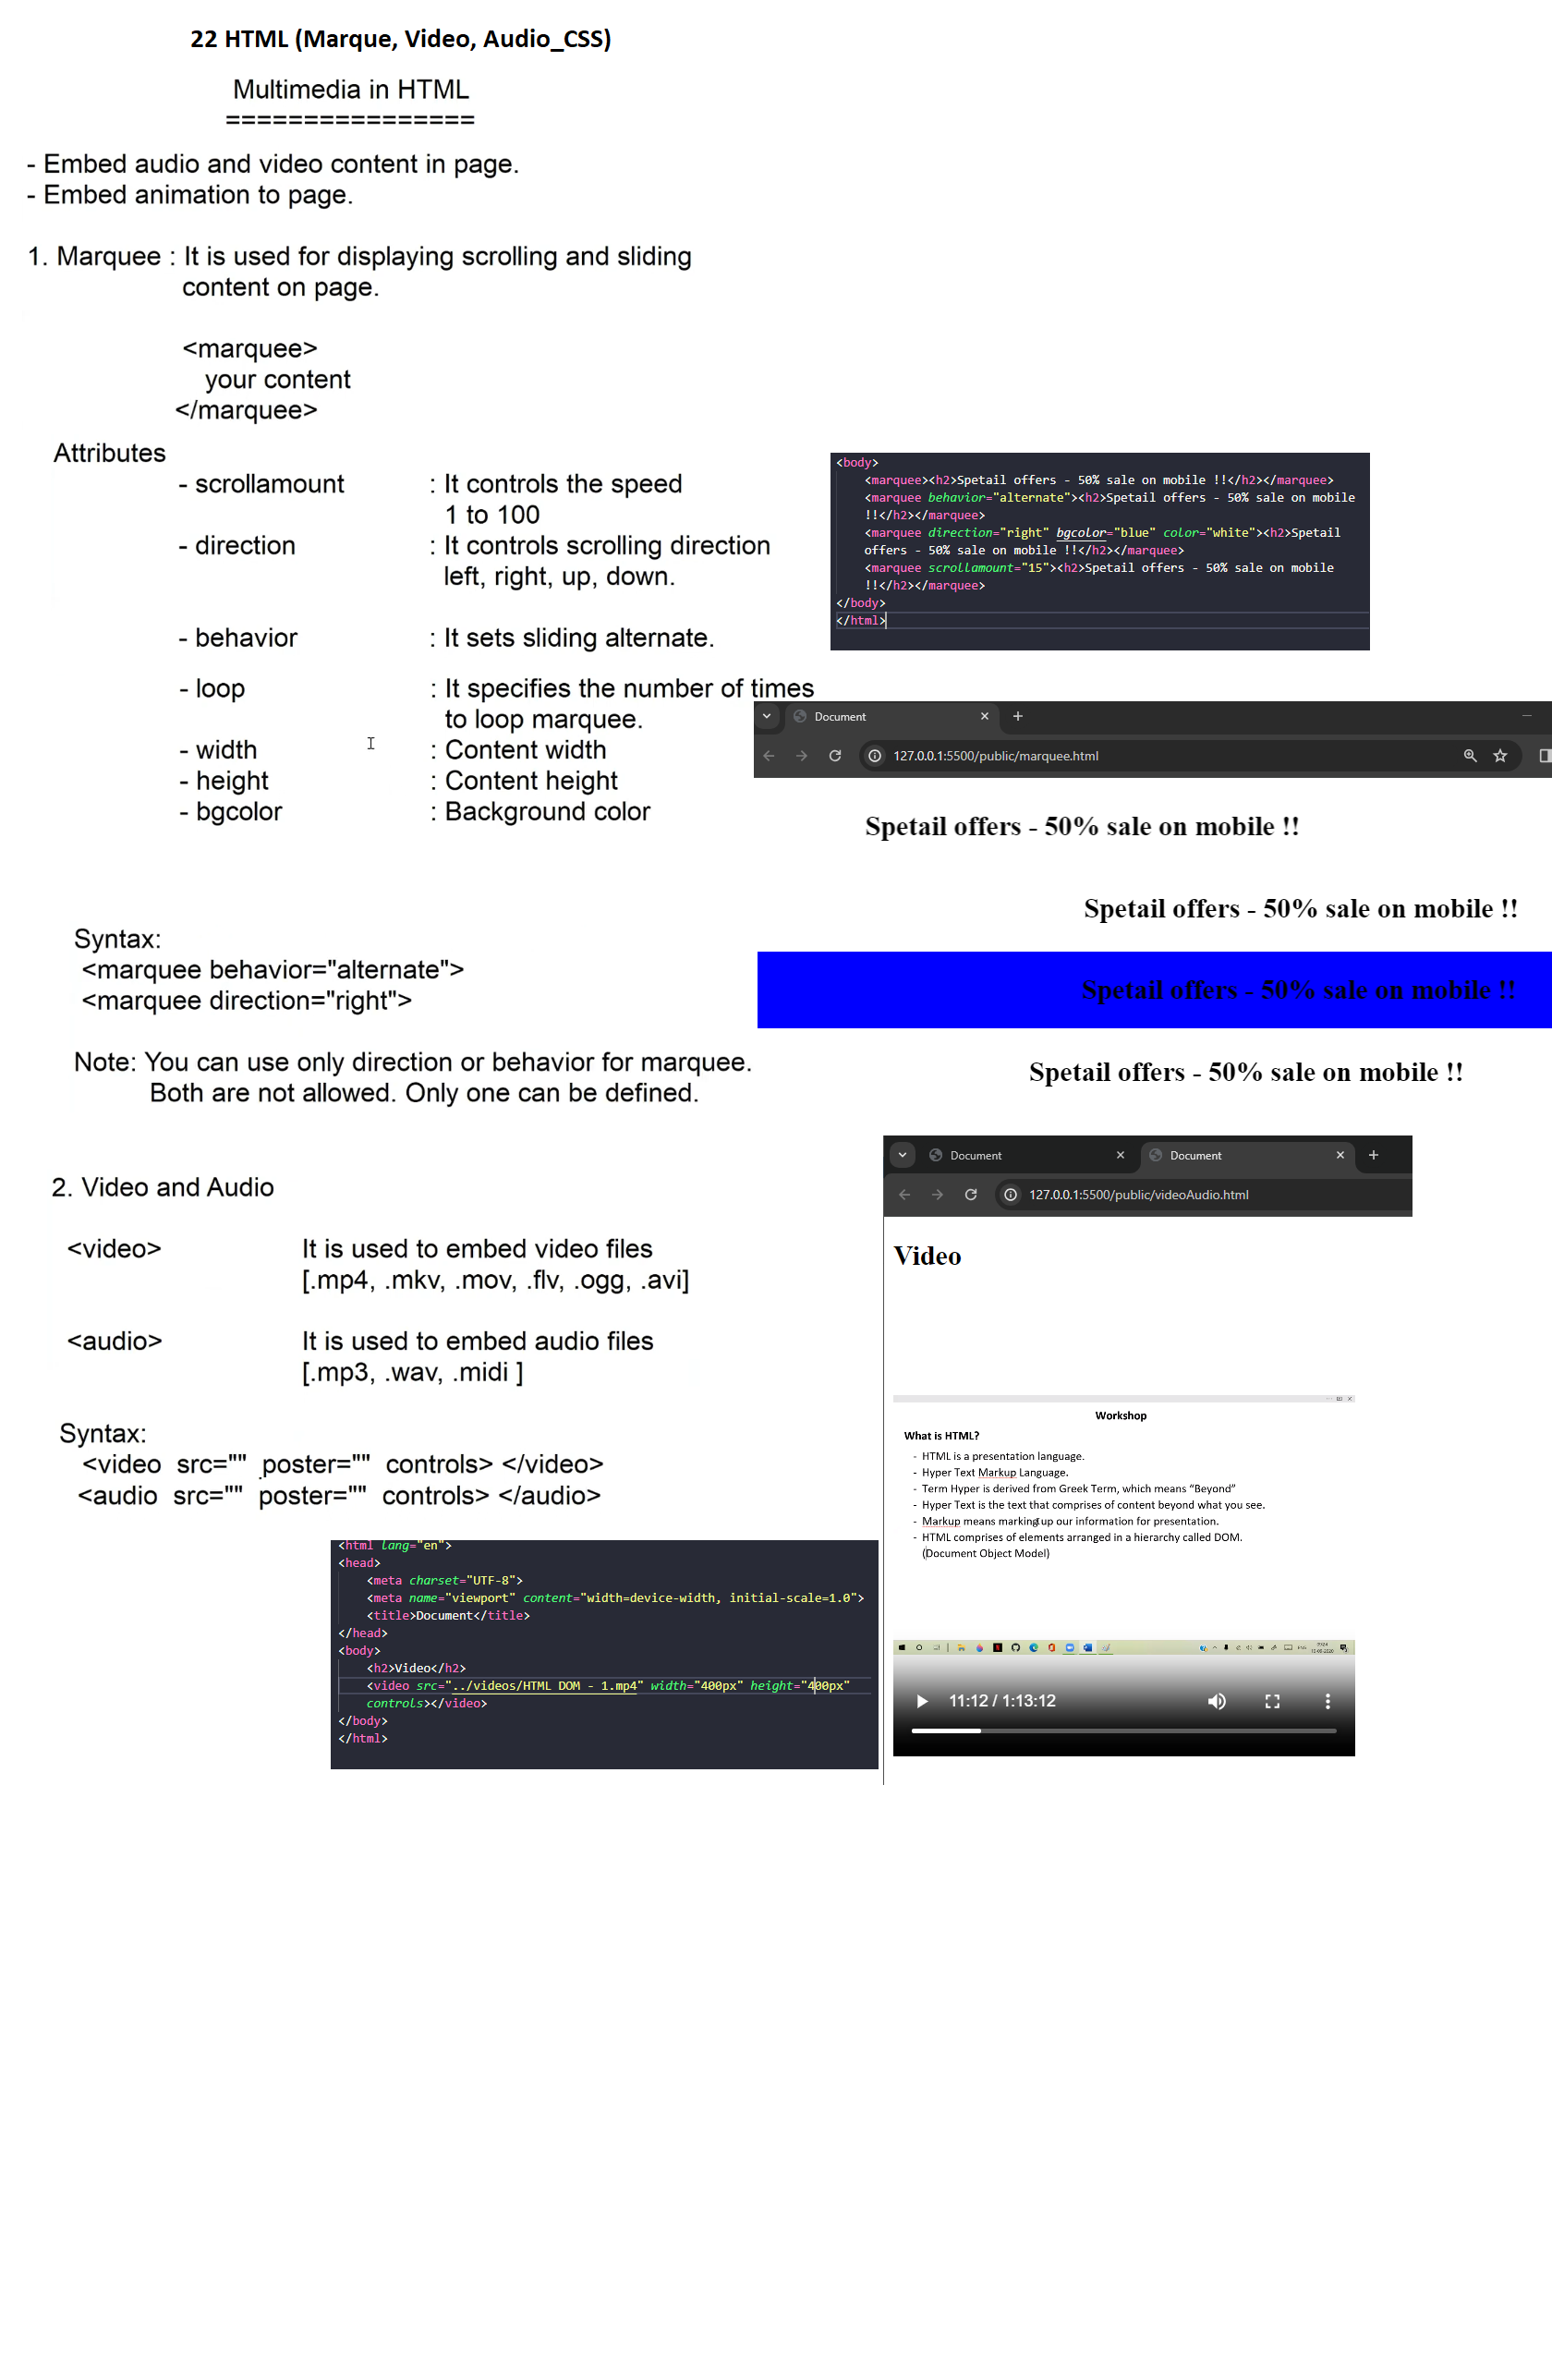 22 HTML (Marque, Video, Audio_CSS)
Multimedia in HTML
================
- Embed audio and video content in page.
- Embed animation to page.
1. Marquee : It is used for displaying scrolling and sliding
content on page.
<marquee>
your content
</marquee>
Attributes
- scrollamount : It controls the speed
1 to 100
- direction : It controls scrolling direction
left, right, up, down.
- behavior : It sets sliding alternate.
- loop : It specifies the number of times
to loop marquee.
- width : Content width
- height : Content height
- bgcolor : Background color
<body>
<marquee><h2>Spetail offers - 50% sale on mobile !!</h2></marquee>
<marquee behavior="alternate"><h2>Spetail offers - 50% sale on mobile
!!</h2></marquee>
<marquee direction="right" bgcolor="blue" color="white"><h2>Spetail
offers - 50% sale on mobile !!</h2></marquee>
<marquee scrollamount="15"><h2>Spetail offers - 50% sale on mobile
!!</h2></marquee>
</body>
</html>
Document
127.0.0.1:5500/public/marquee.html
Spetail offers - 50% sale on mobile !!
Spetail offers - 50% sale on mobile !!
Spetail offers - 50% sale on mobile !!
Spetail offers - 50% sale on mobile !!
Syntax:
<marquee behavior="alternate">
<marquee direction="right">
Note: You can use only direction or behavior for marquee.
Both are not allowed. Only one can be defined.
2. Video and Audio
<video> It is used to embed video files
[.mp4, .mkv, .mov, .flv, .ogg, .avi]
<audio> It is used to embed audio files
[.mp3, .wav, .midi ]
Syntax:
<video src="" poster="" controls> </video>
<audio src="" poster="" controls> </audio>
<html lang="en">
<head>
<meta charset="UTF-8">
<meta name="viewport" content="width=device-width, initial-scale=1.0">
<title>Document</title>
</head>
<body>
<h2>Video</h2>
<video src="../videos/HTML DOM - 1.mp4" width="400px" height="400px"
controls></video>
</body>
</html>
Document Document
127.0.0.1:5500/public/videoAudio.html
Video
Workshop
What is HTML?
- HTML is a presentation language.
- Hyper Text Markup Language.
- Term Hyper is derived from Greek Term, which means “Beyond”
- Hyper Text is the text that comprises of content beyond what you see.
- Markup means marking up our information for presentation.
- HTML comprises of elements arranged in a hierarchy called DOM.
(Document Object Model)
11:12 / 1:13:12